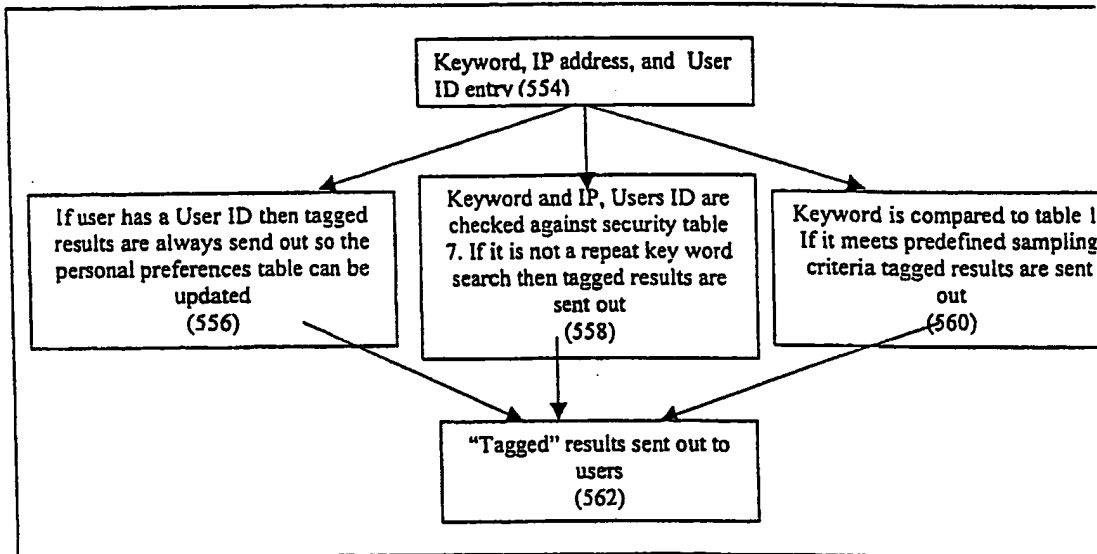 Keyword, IP address, and User
ID entry (554)
If user has a User ID then tagged
results are always send out so the
personal preferences table can be
updated
(556)
Keyword and IP, Users ID are
checked against security table
7. If it is not a repeat key word
search then tagged results are
sent out
(558)
Keyword is compared to table 1.
If it meets predefined sampling
criteria tagged results are sent
out
(560)
“Tagged” results sent out to
users
(562)